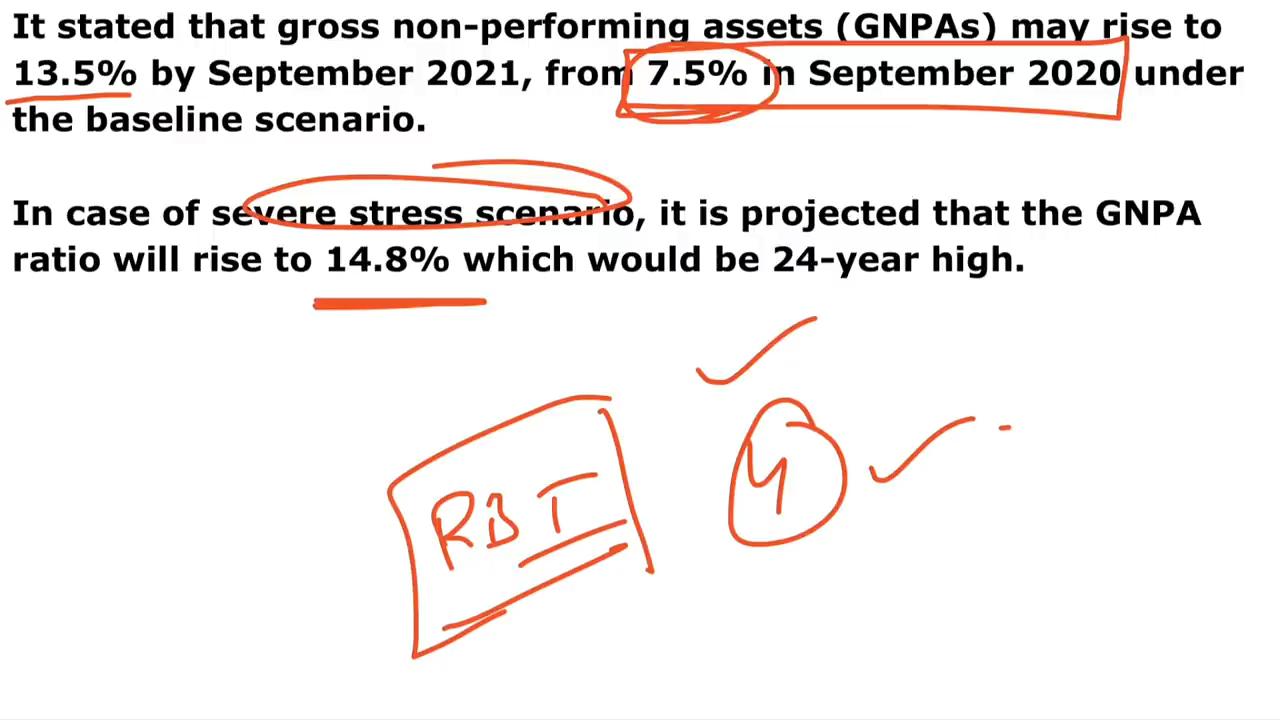 It stated that gross non-performing assets (GNPAs) may rise to
13.5% by September 2021, from 7.5% in September 2020 under
the baseline scenario.
In case of severe stress scenario, it is projected that the GNPA
ratio will rise to 14.8% which would be 24-year high.
RBI
4